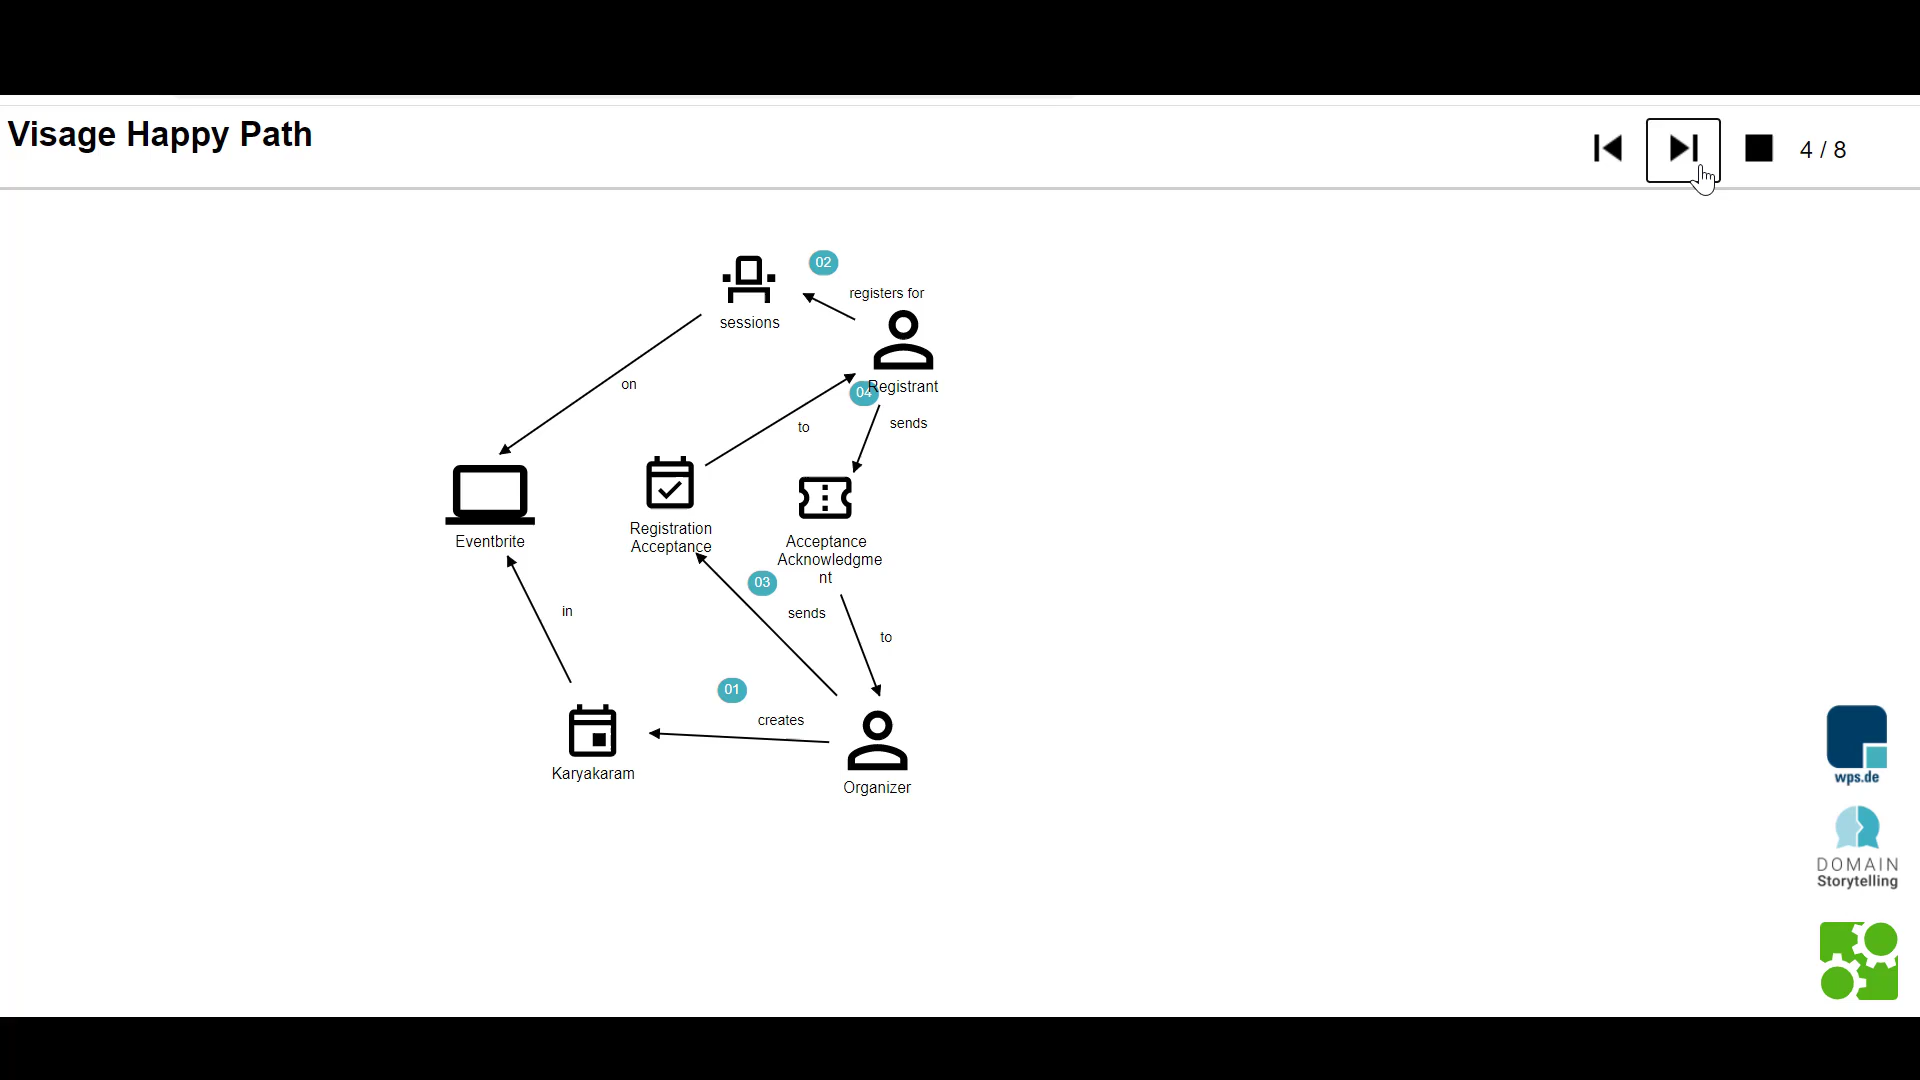 Visage Happy Path
4 / 8
02
registers for
sessions
Registrant
on
04
to
sends
Eventbrite
Registration
Acceptance
Acceptance
Acknowledgme
nt
03
sends
in
to
01
creates
Karyakaram
Organizer
wps.de
DOMAIN
Storytelling